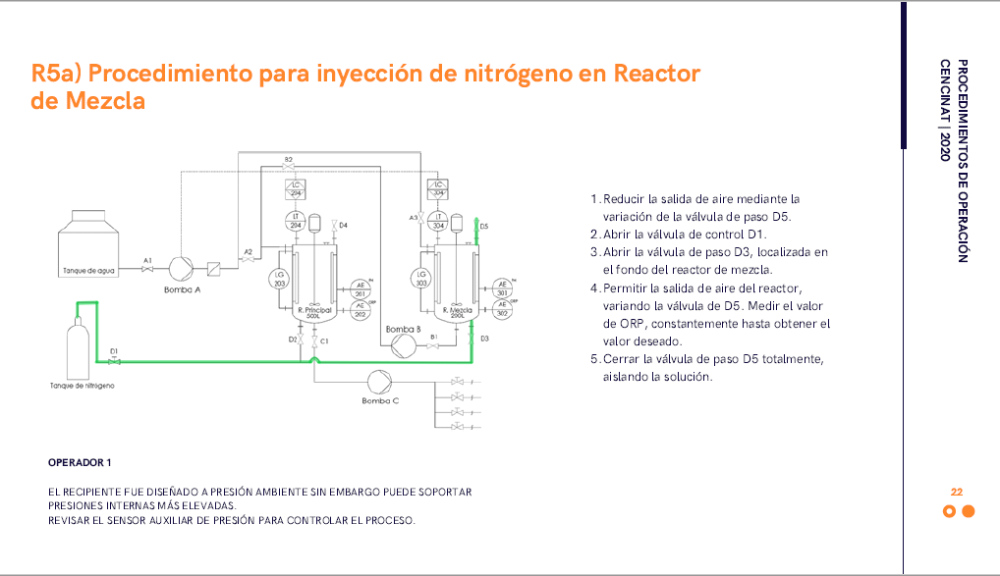 R5a) Procedimiento para inyección de nitrógeno en Reactor
de Mezcla
B2
LC
204
LC
304
LT
204
LT
304
D4
A3
D5
Tanque de agua
A1
Bomba A
A2
LG
203
LG
303
AE
201
PH
AE
202
ORP
AE
301
PH
AE
302
ORP
R. Principal
500L
R. Mezcla
200L
Bomba B
B1
D2
C1
D3
D1
Tanque de nitrógeno
Bomba C
1. Reducir la salida de aire mediante la
variación de la válvula de paso D5.
2. Abrir la válvula de control D1.
3. Abrir la válvula de paso D3, localizada en
el fondo del reactor de mezcla.
4. Permitir la salida de aire del reactor,
variando la válvula de D5. Medir el valor
de ORP, constantemente hasta obtener el
valor deseado.
5. Cerrar la válvula de paso D5 totalmente,
aislando la solución.
OPERADOR 1
EL RECIPIENTE FUE DISEÑADO A PRESIÓN AMBIENTE SIN EMBARGO PUEDE SOPORTAR
PRESIONES INTERNAS MÁS ELEVADAS.
REVISAR EL SENSOR AUXILIAR DE PRESIÓN PARA CONTROLAR EL PROCESO.
PROCEDIMIENTOS DE OPERACIÓN
CENCINAT | 2020
22